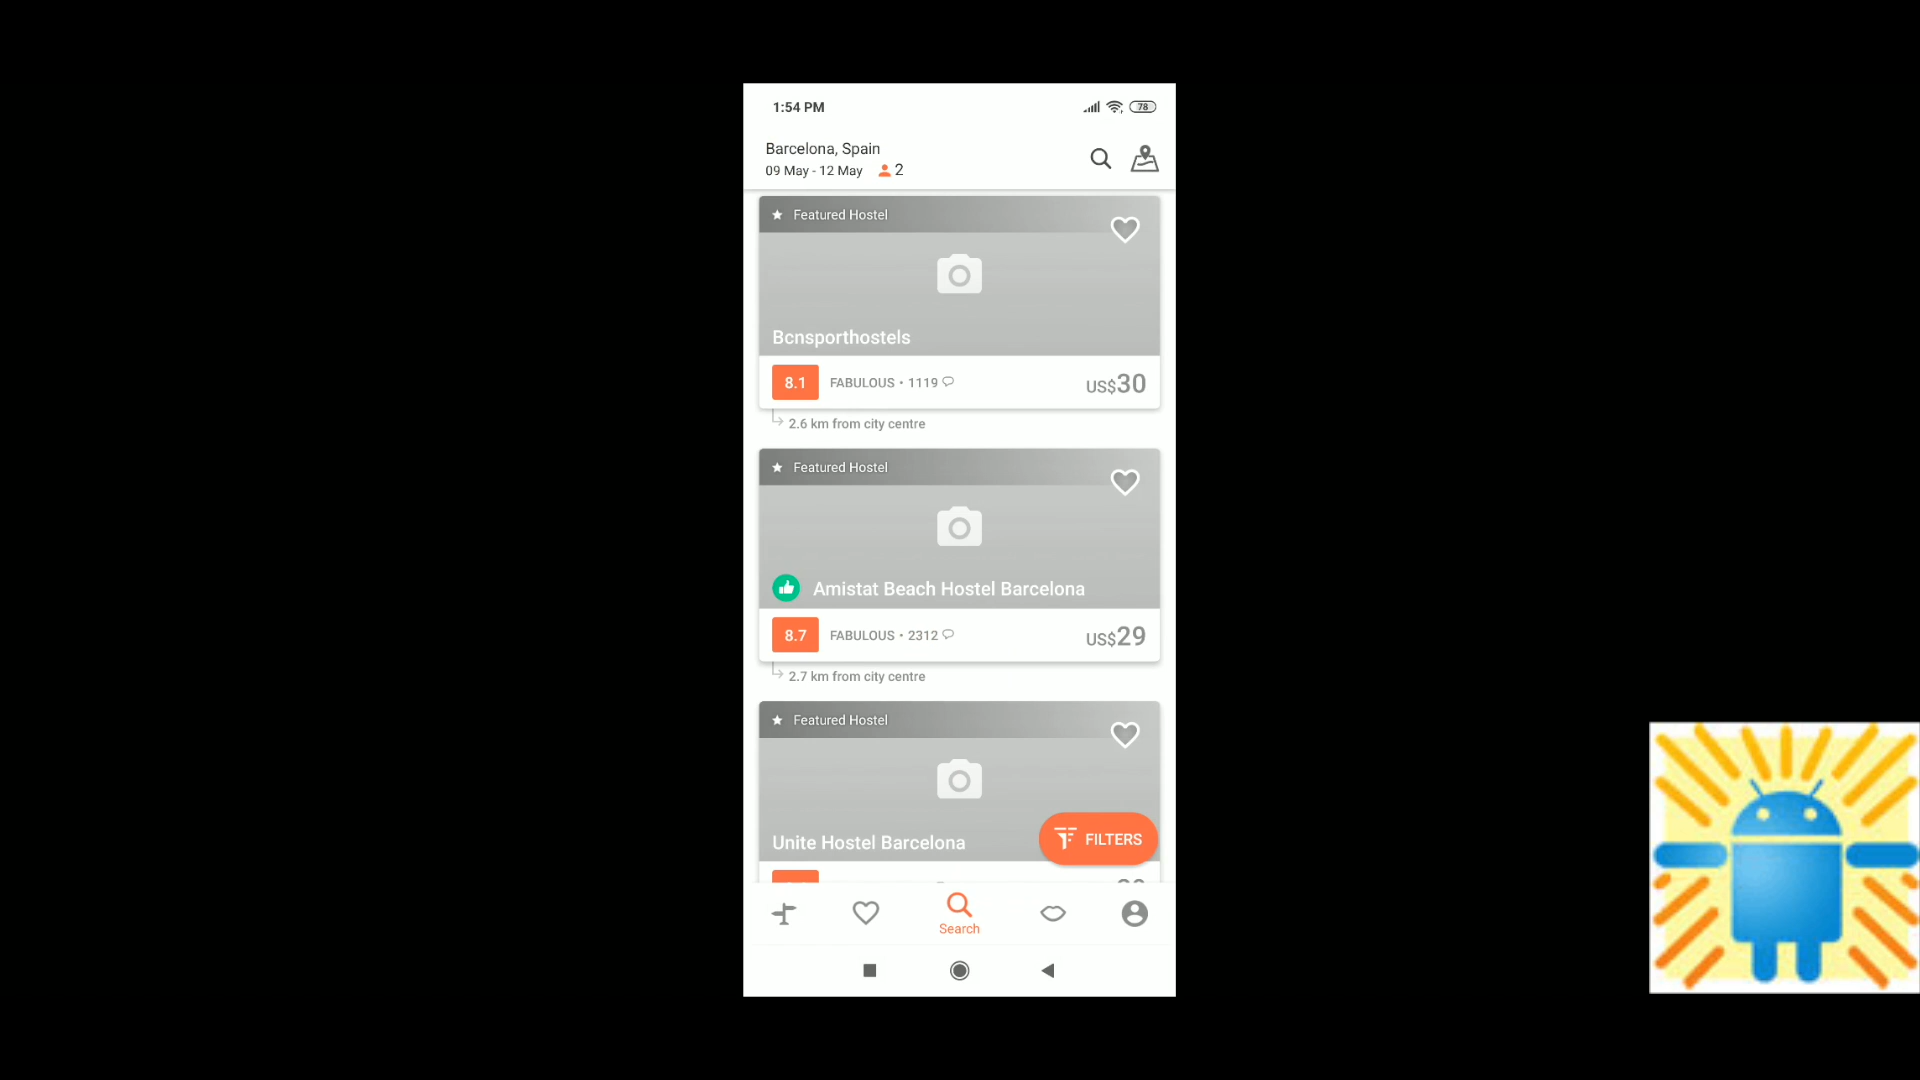 1:54 PM
78
Barcelona, Spain
09 May - 12 May 2
Featured Hostel
Bcnsporthostels
8.1 FABULOUS • 1119 US$30
2.6 km from city centre
Featured Hostel
Amistat Beach Hostel Barcelona
8.7 FABULOUS • 2312 US$29
2.7 km from city centre
Featured Hostel
Unite Hostel Barcelona
FILTERS
Search